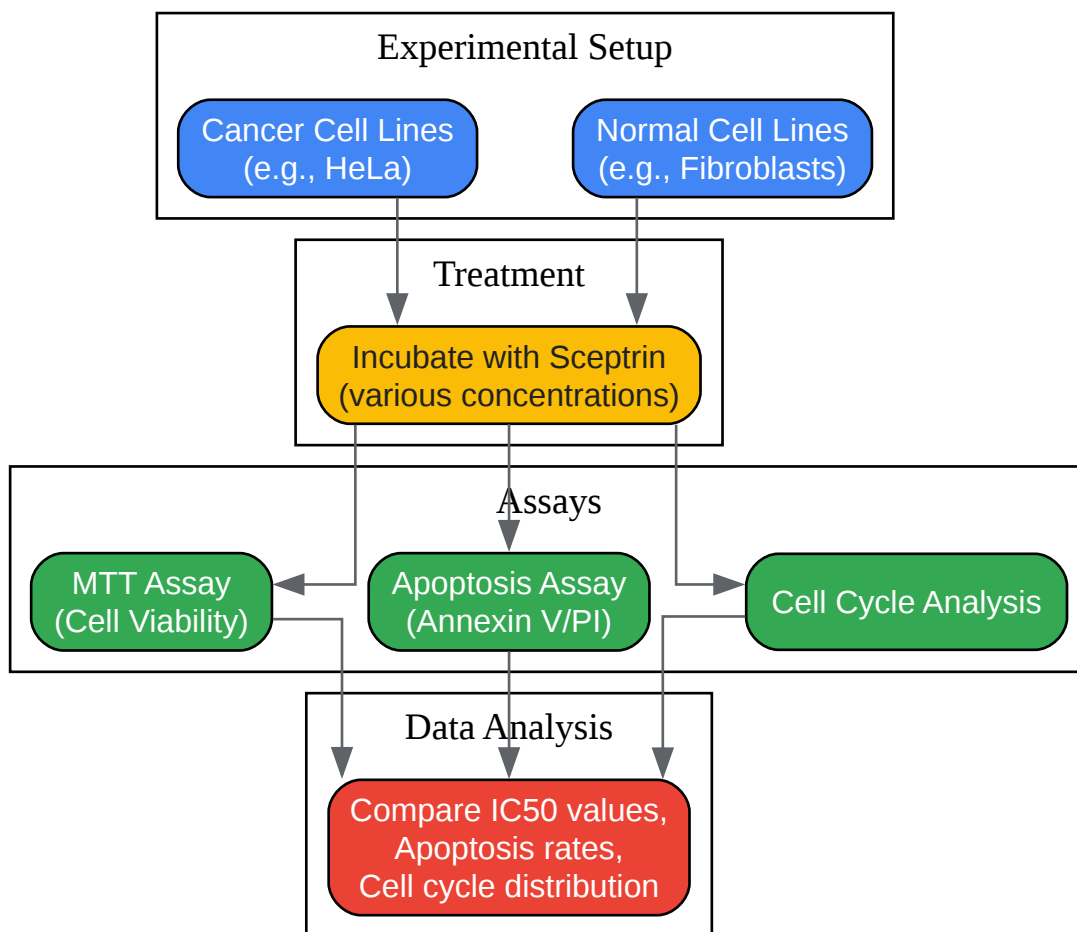 Experimental Setup
Cancer Cell Lines
(e.g., HeLa)
Normal Cell Lines
(e.g., Fibroblasts)
Treatment
Incubate with Sceptrin
(various concentrations)
Assays
MTT Assay
(Cell Viability)
Apoptosis Assay
(Annexin V/PI)
Cell Cycle Analysis
Data Analysis
Compare IC50 values,
Apoptosis rates,
Cell cycle distribution